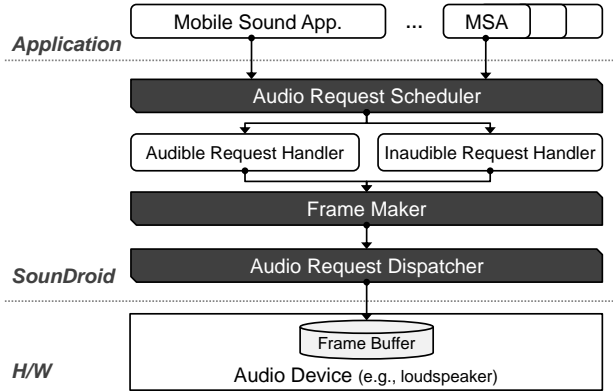 Mobile Sound App. ... MSA
Application
Audio Request Scheduler
Audible Request Handler Inaudible Request Handler
Frame Maker
Audio Request Dispatcher
SounDroid
Frame Buffer
Audio Device (e.g., loudspeaker)
H/W